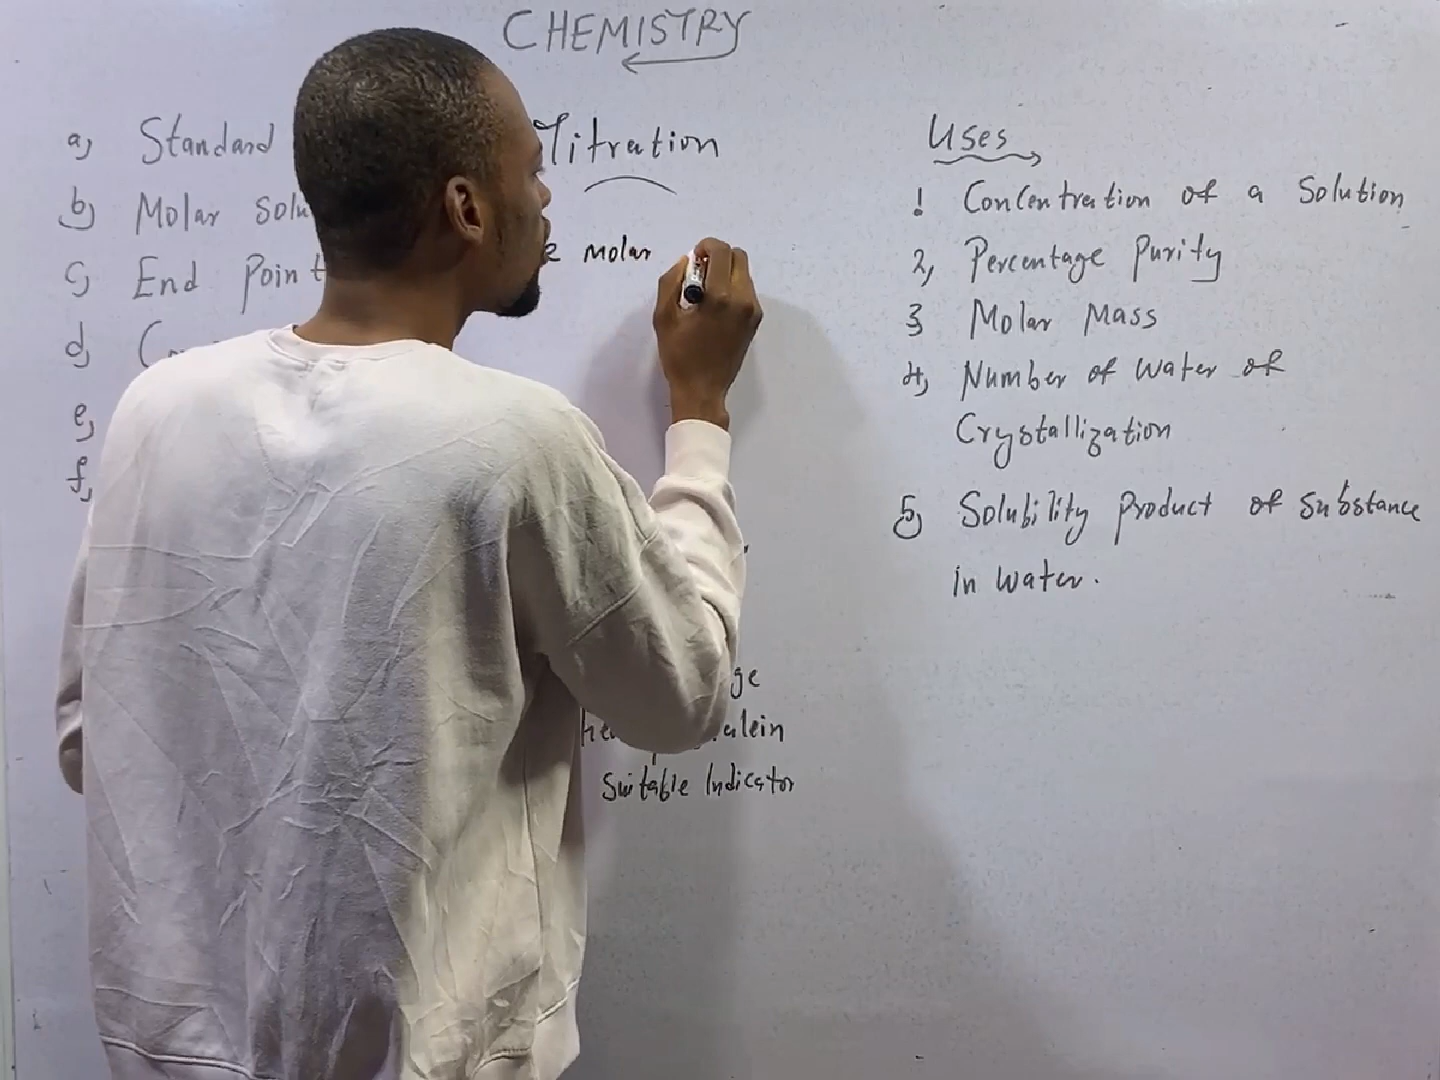 CHEMISTRY
a, Standard
Titration
b, Molar solu
c, End Point
molar
d,
e,
f,
ge
alein
Suitable Indicator
Uses
1 Concentration of a Solution
2, Percentage Purity
3 Molar Mass
4, Number of Water of
Crystallization
5, Solubility Product of Substance
in water.